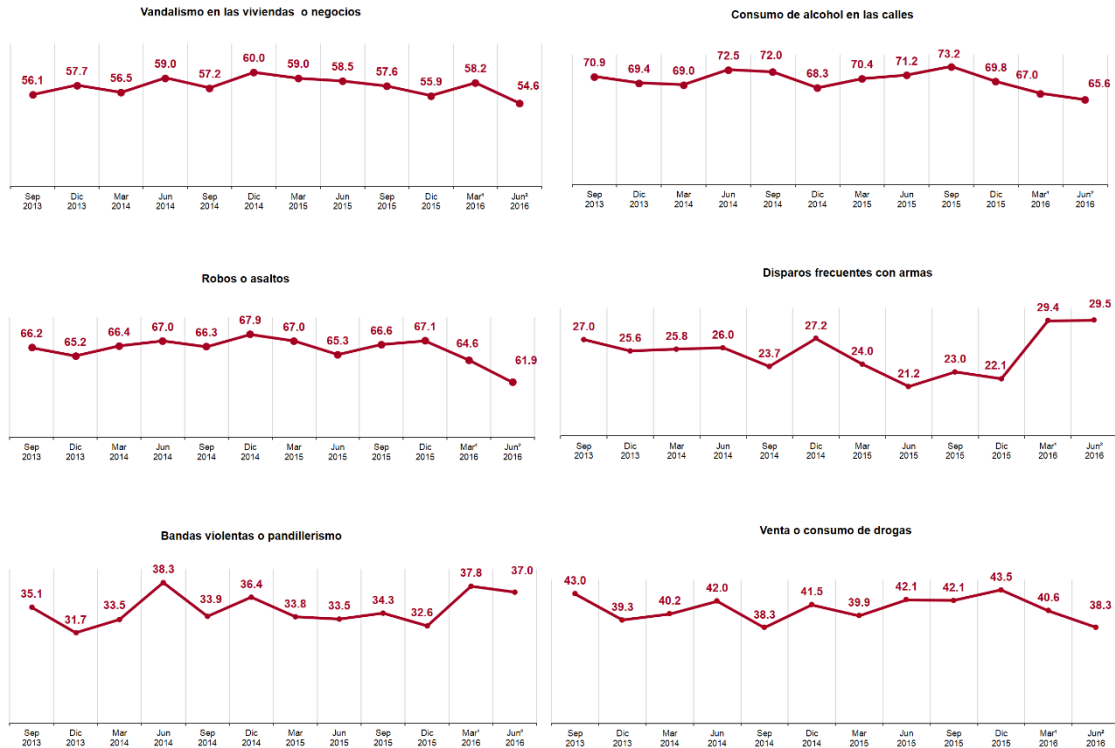 Vandalismo en las viviendas o negocios
56.1 57.7 56.5 59.0 57.2 60.0 59.0 58.5 57.6 55.9 58.2 54.6
Sep Dic Mar Jun Sep Dic Mar Jun Sep Dic Mar¹ Jun²
2013 2013 2014 2014 2014 2014 2015 2015 2015 2015 2016 2016
Consumo de alcohol en las calles
70.9 69.4 69.0 72.5 72.0 68.3 70.4 71.2 73.2 69.8 67.0 65.6
Sep Dic Mar Jun Sep Dic Mar Jun Sep Dic Mar¹ Jun²
2013 2013 2014 2014 2014 2014 2015 2015 2015 2015 2016 2016
Robos o asaltos
66.2 65.2 66.4 67.0 66.3 67.9 67.0 65.3 66.6 67.1 64.6 61.9
Sep Dic Mar Jun Sep Dic Mar Jun Sep Dic Mar¹ Jun²
2013 2013 2014 2014 2014 2014 2015 2015 2015 2015 2016 2016
Disparos frecuentes con armas
27.0 25.6 25.8 26.0 23.7 27.2 24.0 21.2 23.0 22.1 29.4 29.5
Sep Dic Mar Jun Sep Dic Mar Jun Sep Dic Mar¹ Jun²
2013 2013 2014 2014 2014 2014 2015 2015 2015 2015 2016 2016
Bandas violentas o pandillerismo
35.1 31.7 33.5 38.3 33.9 36.4 33.8 33.5 34.3 32.6 37.8 37.0
Sep Dic Mar Jun Sep Dic Mar Jun Sep Dic Mar¹ Jun²
2013 2013 2014 2014 2014 2014 2015 2015 2015 2015 2016 2016
Venta o consumo de drogas
43.0 39.3 40.2 42.0 38.3 41.5 39.9 42.1 42.1 43.5 40.6 38.3
Sep Dic Mar Jun Sep Dic Mar Jun Sep Dic Mar¹ Jun²
2013 2013 2014 2014 2014 2014 2015 2015 2015 2015 2016 2016